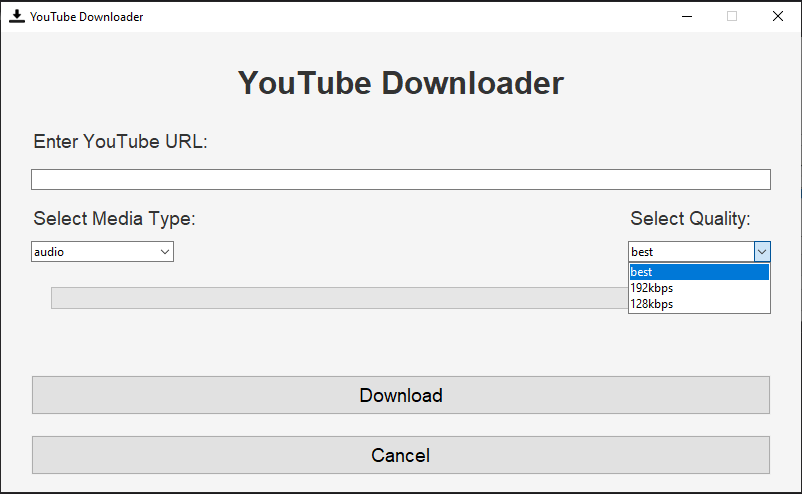 YouTube Downloader
YouTube Downloader
Enter YouTube URL:
Select Media Type:
Select Quality:
audio
best
best
192kbps
128kbps
Download
Cancel